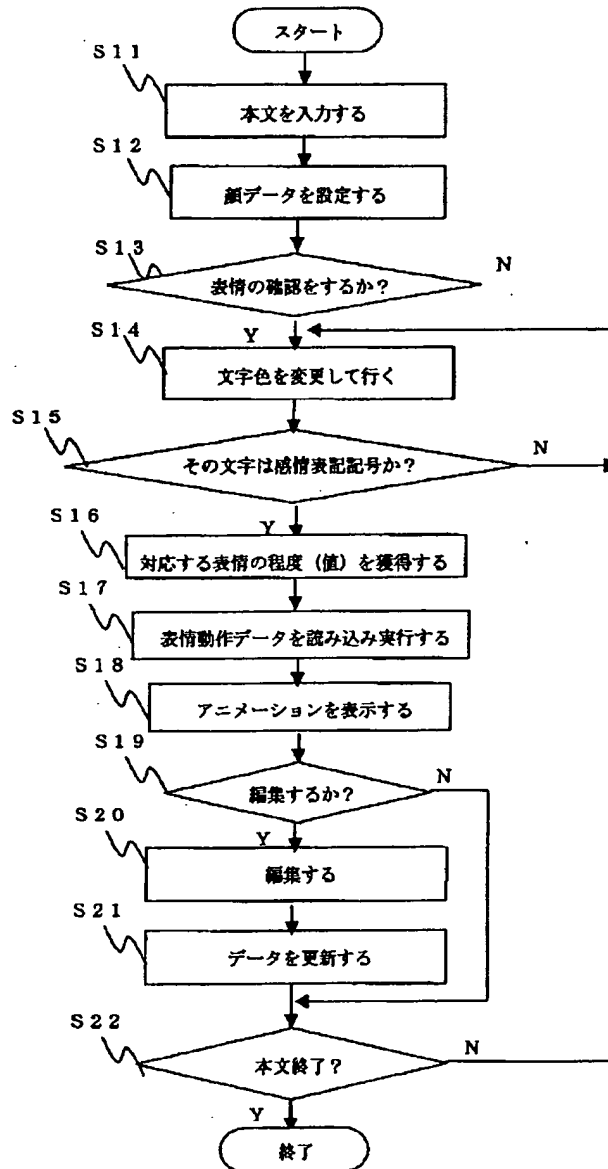 スタート
S11
本文を入力する
S12
顔データを設定する
S13
表情の確認をするか?
N
Y
S14
文字色を変更して行く
S15
その文字は感情表記記号か?
N
Y
S16
対応する表情の程度(値)を獲得する
S17
表情動作データを読み込み実行する
S18
アニメーションを表示する
S19
編集するか?
N
Y
S20
編集する
S21
データを更新する
S22
本文終了?
N
Y
終了